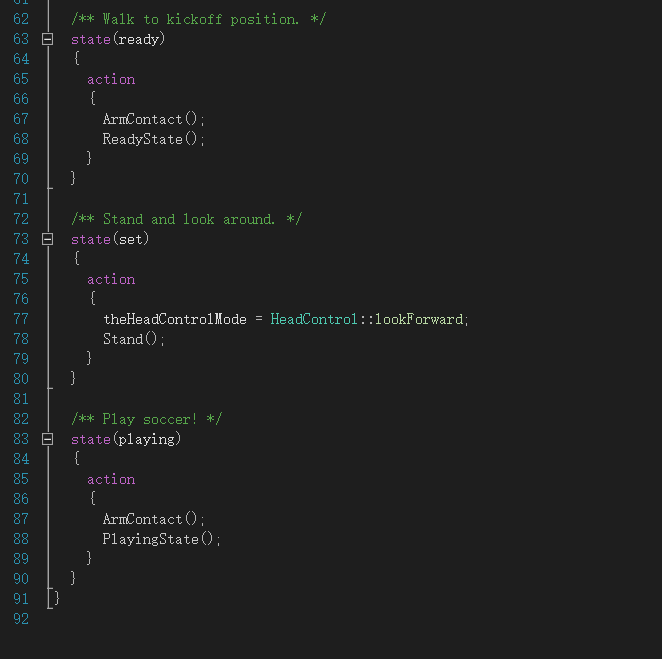 61
62 /** Walk to kickoff position. */
63 state(ready)
64 {
65 action
66 {
67 ArmContact();
68 ReadyState();
69 }
70 }
71
72 /** Stand and look around. */
73 state(set)
74 {
75 action
76 {
77 theHeadControlMode = HeadControl::lookForward;
78 Stand();
79 }
80 }
81
82 /** Play soccer! */
83 state(playing)
84 {
85 action
86 {
87 ArmContact();
88 PlayingState();
89 }
90 }
91 }
92